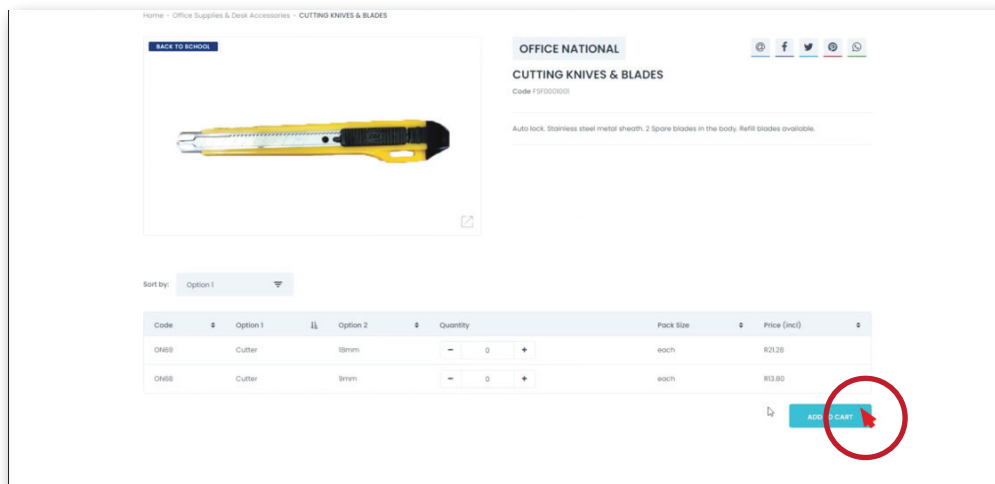 Home - Office Supplies & Desk Accessories - CUTTING KNIVES & BLADES
BACK TO SCHOOL
OFFICE NATIONAL
CUTTING KNIVES & BLADES
Code FSF0001001
Auto lock. Stainless steel metal sheath. 2 Spare blades in the body. Refill blades available.
Sort by: Option 1
Code Option 1 Option 2 Quantity Pack Size Price (incl)
ON69 Cutter 18mm - 0 + each R21.28
ON68 Cutter 9mm - 0 + each R13.80
ADD TO CART